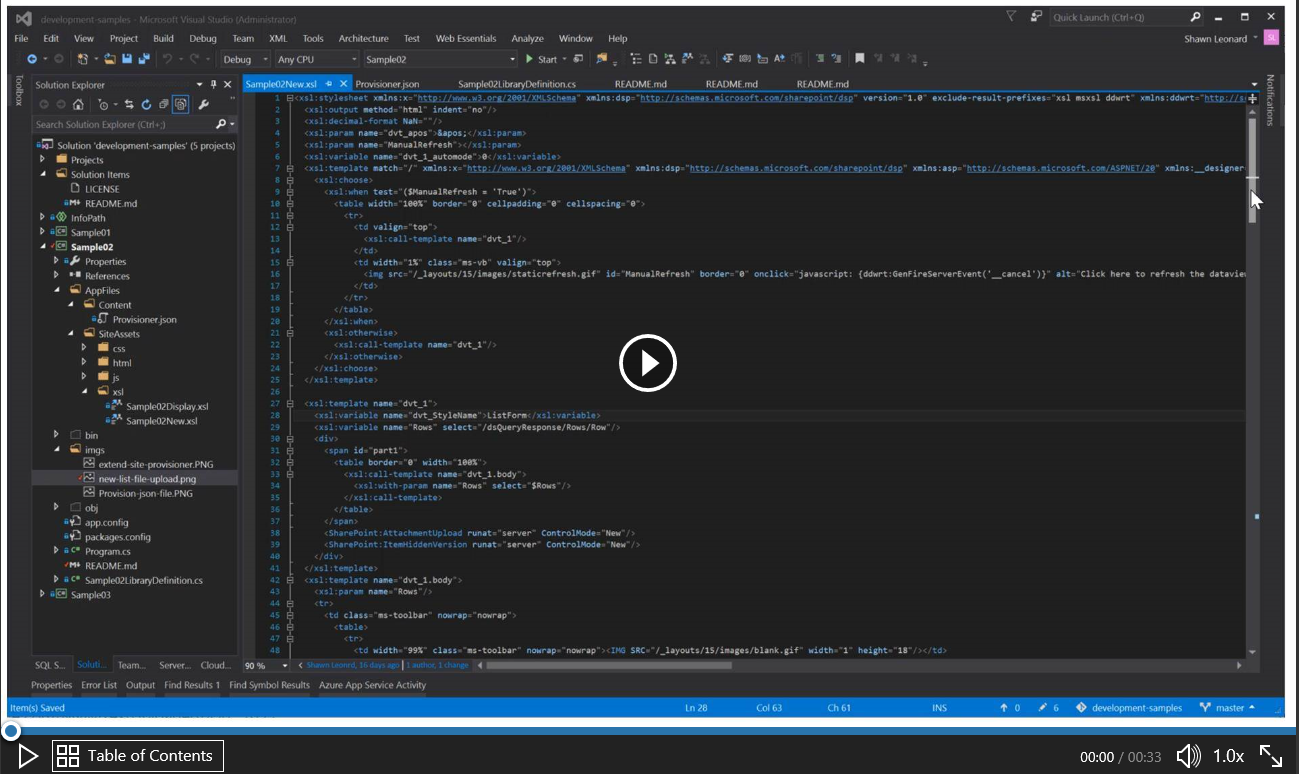 development-samples - Microsoft Visual Studio (Administrator)
Quick Launch (Ctrl+Q)
File Edit View Project Build Debug Team XML Tools Architecture Test Web Essentials Analyze Window Help
Shawn Leonard
SL
Debug Any CPU Sample02 Start
Toolbox
Notifications
Solution Explorer
Search Solution Explorer (Ctrl+;)
Solution 'development-samples' (5 projects)
Projects
Solution Items
LICENSE
README.md
InfoPath
Sample01
Sample02
Properties
References
AppFiles
Content
Provisioner.json
SiteAssets
css
html
js
xsl
Sample02Display.xsl
Sample02New.xsl
bin
imgs
extend-site-provisioner.PNG
new-list-file-upload.png
Provision-json-file.PNG
obj
app.config
packages.config
Program.cs
README.md
Sample02LibraryDefinition.cs
Sample03
SQL S... Soluti... Team... Server... Cloud...
Sample02New.xsl Provisioner.json Sample02LibraryDefinition.cs README.md README.md README.md
1 <xsl:stylesheet xmlns:x="http://www.w3.org/2001/XMLSchema" xmlns:dsp="http://schemas.microsoft.com/sharepoint/dsp" version="1.0" exclude-result-prefixes="xsl msxsl ddwrt" xmlns:ddwrt="http://s
2 <xsl:output method="html" indent="no"/>
3 <xsl:decimal-format NaN=""/>
4 <xsl:param name="dvt_apos">&apos;</xsl:param>
5 <xsl:param name="ManualRefresh"></xsl:param>
6 <xsl:variable name="dvt_1_automode">0</xsl:variable>
7 <xsl:template match="/" xmlns:x="http://www.w3.org/2001/XMLSchema" xmlns:dsp="http://schemas.microsoft.com/sharepoint/dsp" xmlns:asp="http://schemas.microsoft.com/ASPNET/20" xmlns:__designer=
8 <xsl:choose>
9 <xsl:when test="($ManualRefresh = 'True')">
10 <table width="100%" border="0" cellpadding="0" cellspacing="0">
11 <tr>
12 <td valign="top">
13 <xsl:call-template name="dvt_1"/>
14 </td>
15 <td width="1%" class="ms-vb" valign="top">
16 <img src="/_layouts/15/images/staticrefresh.gif" id="ManualRefresh" border="0" onclick="javascript: {ddwrt:GenFireServerEvent('__cancel')}" alt="Click here to refresh the datavie
17 </td>
18 </tr>
19 </table>
20 </xsl:when>
21 <xsl:otherwise>
22 <xsl:call-template name="dvt_1"/>
23 </xsl:otherwise>
24 </xsl:choose>
25 </xsl:template>
26
27 <xsl:template name="dvt_1">
28 <xsl:variable name="dvt_StyleName">ListForm</xsl:variable>
29 <xsl:variable name="Rows" select="/dsQueryResponse/Rows/Row"/>
30 <div>
31 <span id="part1">
32 <table border="0" width="100%">
33 <xsl:call-template name="dvt_1.body">
34 <xsl:with-param name="Rows" select="$Rows"/>
35 </xsl:call-template>
36 </table>
37 </span>
38 <SharePoint:AttachmentUpload runat="server" ControlMode="New"/>
39 <SharePoint:ItemHiddenVersion runat="server" ControlMode="New"/>
40 </div>
41 </xsl:template>
42 <xsl:template name="dvt_1.body">
43 <xsl:param name="Rows"/>
44 <tr>
45 <td class="ms-toolbar" nowrap="nowrap">
46 <table>
47 <tr>
48 <td width="99%" class="ms-toolbar" nowrap="nowrap"><IMG SRC="/_layouts/15/images/blank.gif" width="1" height="18"/></td>
90 % Shawn Leonard, 16 days ago | 1 author, 1 change
Properties Error List Output Find Results 1 Find Symbol Results Azure App Service Activity
Item(s) Saved Ln 28 Col 63 Ch 61 INS 0 6 development-samples master
Table of Contents 00:00 / 00:33 1.0x